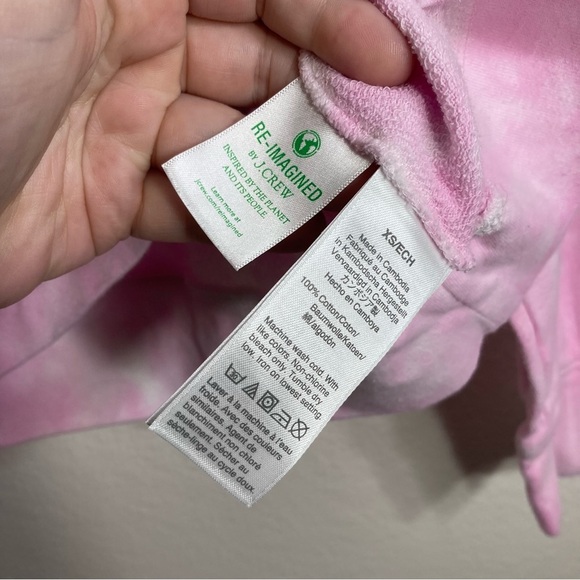 RE-IMAGINED
BY J.CREW
INSPIRED BY THE PLANET
AND ITS PEOPLE
Learn more at
jcrew.com/reimagined
XS/ECH
Made in Cambodia
Fabriqué au Cambodge
in Kambodscha Hergestellt
Vervaardigd in Cambodja
カンボジア製
Hecho en Camboya
100% Cotton/Coton/
Baumwolle/Katoen/
綿/algodón
Machine wash cold. With
like colors. Non-chlorine
bleach only. Tumble dry
low. Iron on lowest setting.
Laver à la machine à l'eau
froide. Avec des couleurs
similaires. Agent de
blanchiment non chloré
seulement. Sécher au
sèche-linge au cycle doux.